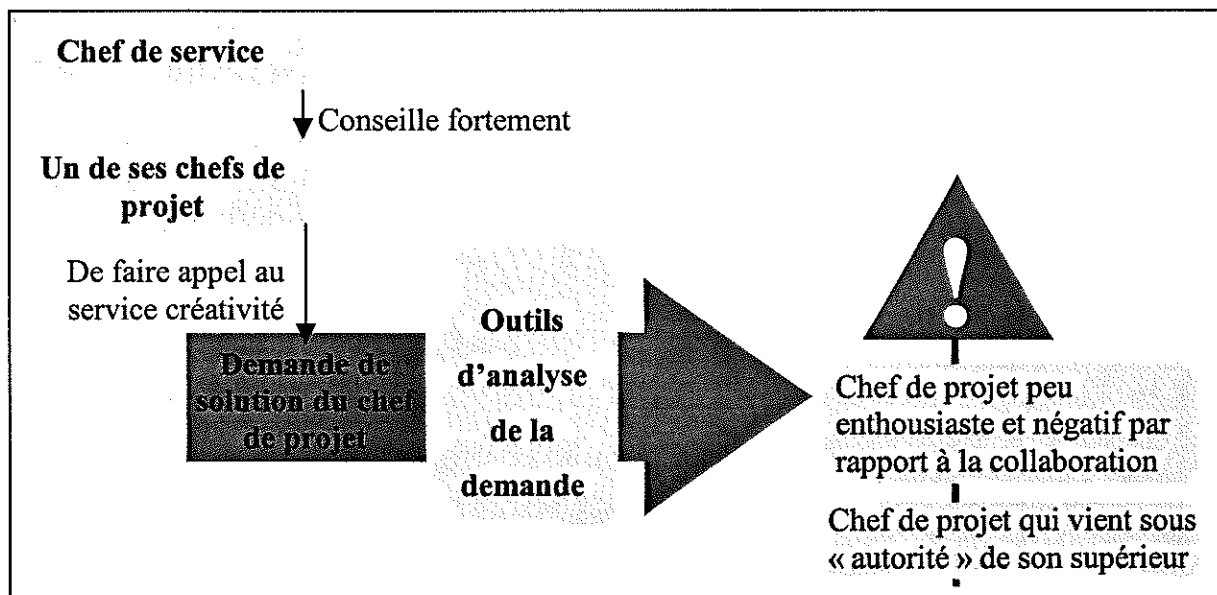 Chef de service
Conseille fortement
Un de ses chefs de
projet
De faire appel au
service créativité
Demande de
solution du chef
de projet
Outils
d'analyse
de la
demande
!
Chef de projet peu
enthousiaste et négatif par
rapport à la collaboration
Chef de projet qui vient sous
« autorité » de son supérieur